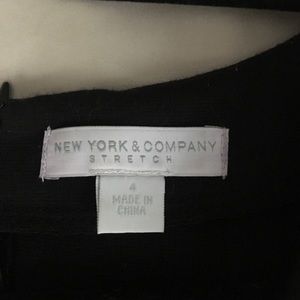 NEW YORK & COMPANY
STRETCH
4
MADE IN
CHINA